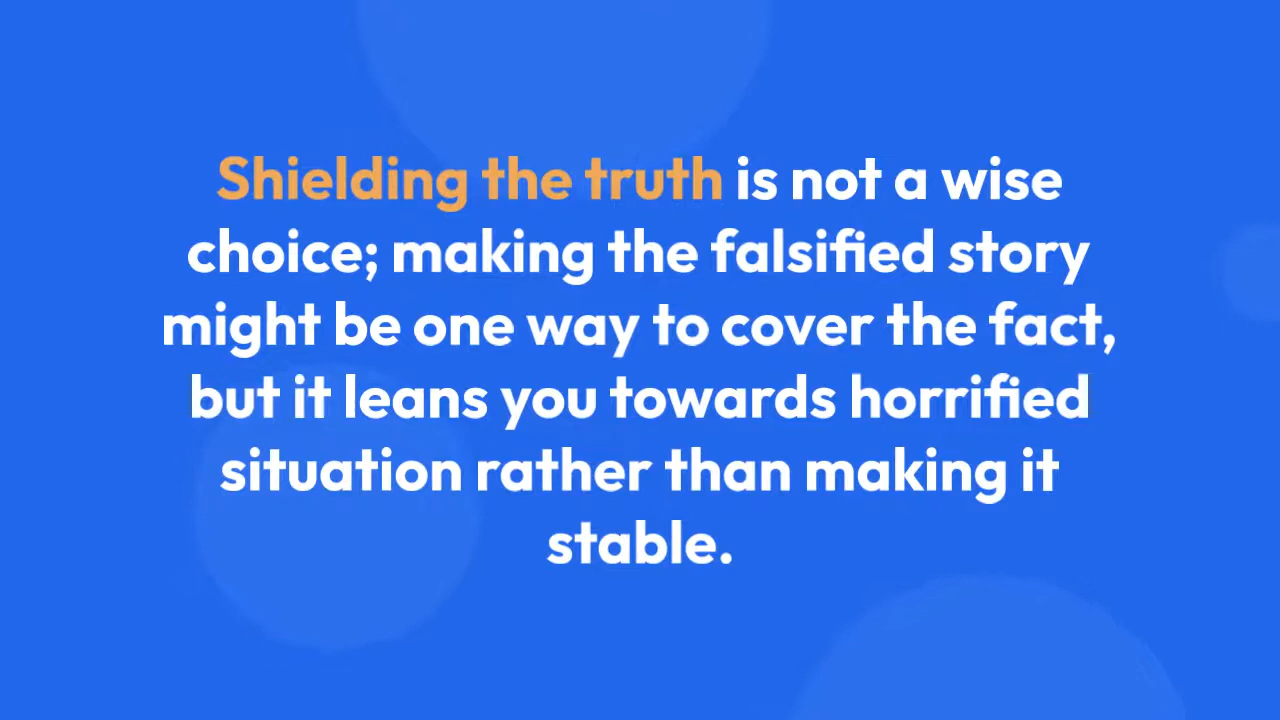 Shielding the truth is not a wise
choice; making the falsified story
might be one way to cover the fact,
but it leans you towards horrified
situation rather than making it
stable.